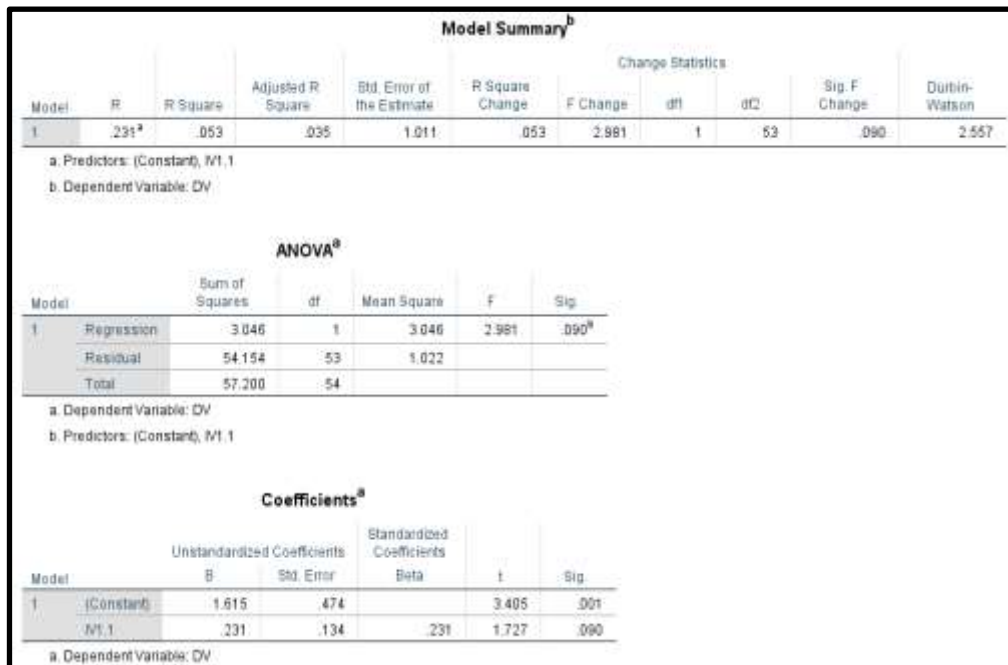 Model Summaryb
Change Statistics
Model R R Square Adjusted R Square Std. Error of the Estimate R Square Change F Change df1 df2 Sig. F Change Durbin-Watson
1 .231a .053 .035 1.011 .053 2.981 1 53 .090 2.557
a. Predictors: (Constant), IV1.1
b. Dependent Variable: DV
ANOVAa
Model Sum of Squares df Mean Square F Sig.
1 Regression 3.046 1 3.046 2.981 .090b
Residual 54.154 53 1.022
Total 57.200 54
a. Dependent Variable: DV
b. Predictors: (Constant), IV1.1
Coefficientsa
Unstandardized Coefficients Standardized Coefficients
Model B Std. Error Beta t Sig.
1 (Constant) 1.615 .474 3.405 .001
IV1.1 .231 .134 .231 1.727 .090
a. Dependent Variable: DV